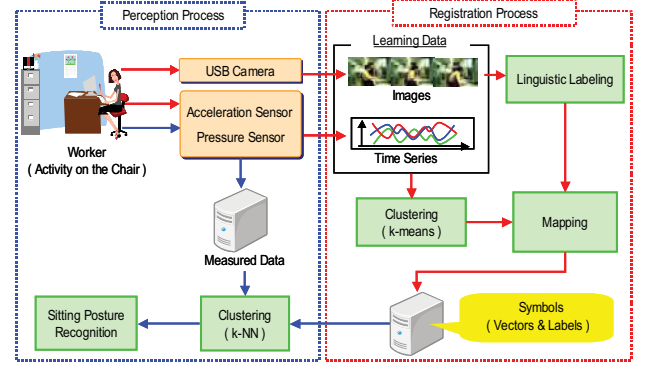 Perception Process
Registration Process
Learning Data
USB Camera
Images
Linguistic Labeling
Acceleration Sensor
Pressure Sensor
Time Series
Worker
( Activity on the Chair )
Clustering
( k-means )
Mapping
Measured Data
Sitting Posture
Recognition
Clustering
( k-NN )
Symbols
( Vectors & Labels )